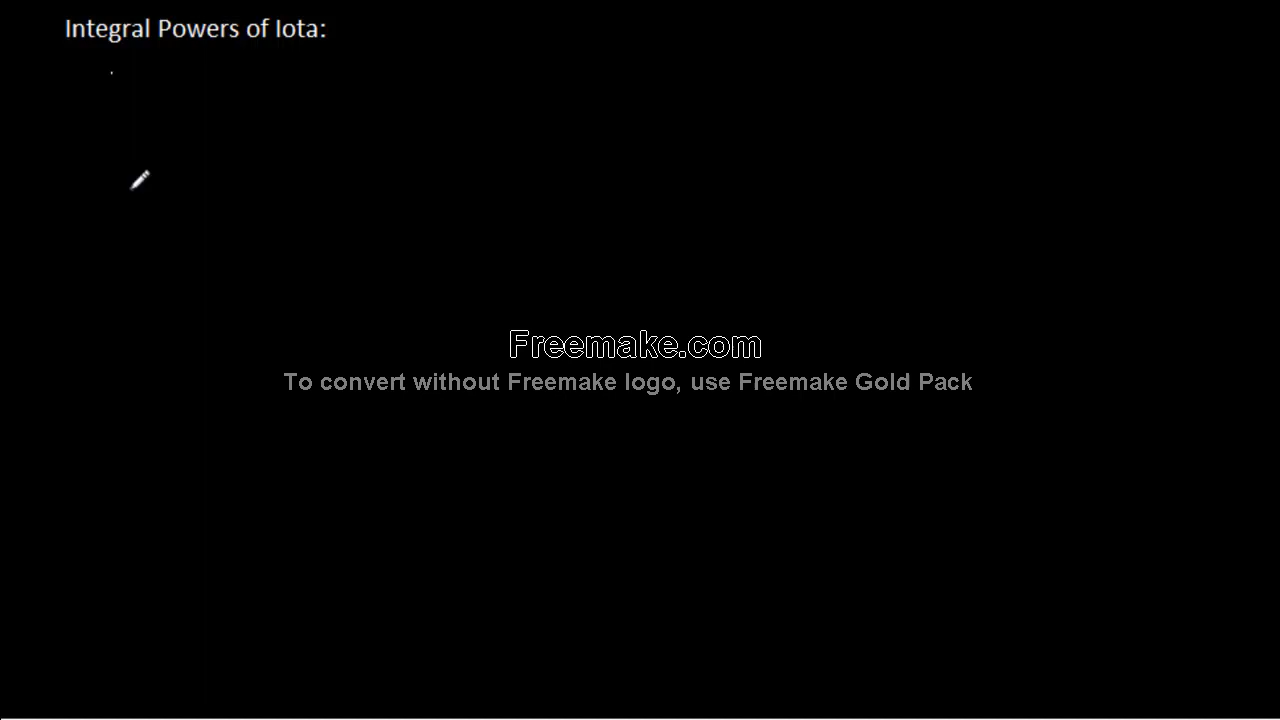 Integral Powers of Iota:
Freemake.com
To convert without Freemake logo, use Freemake Gold Pack